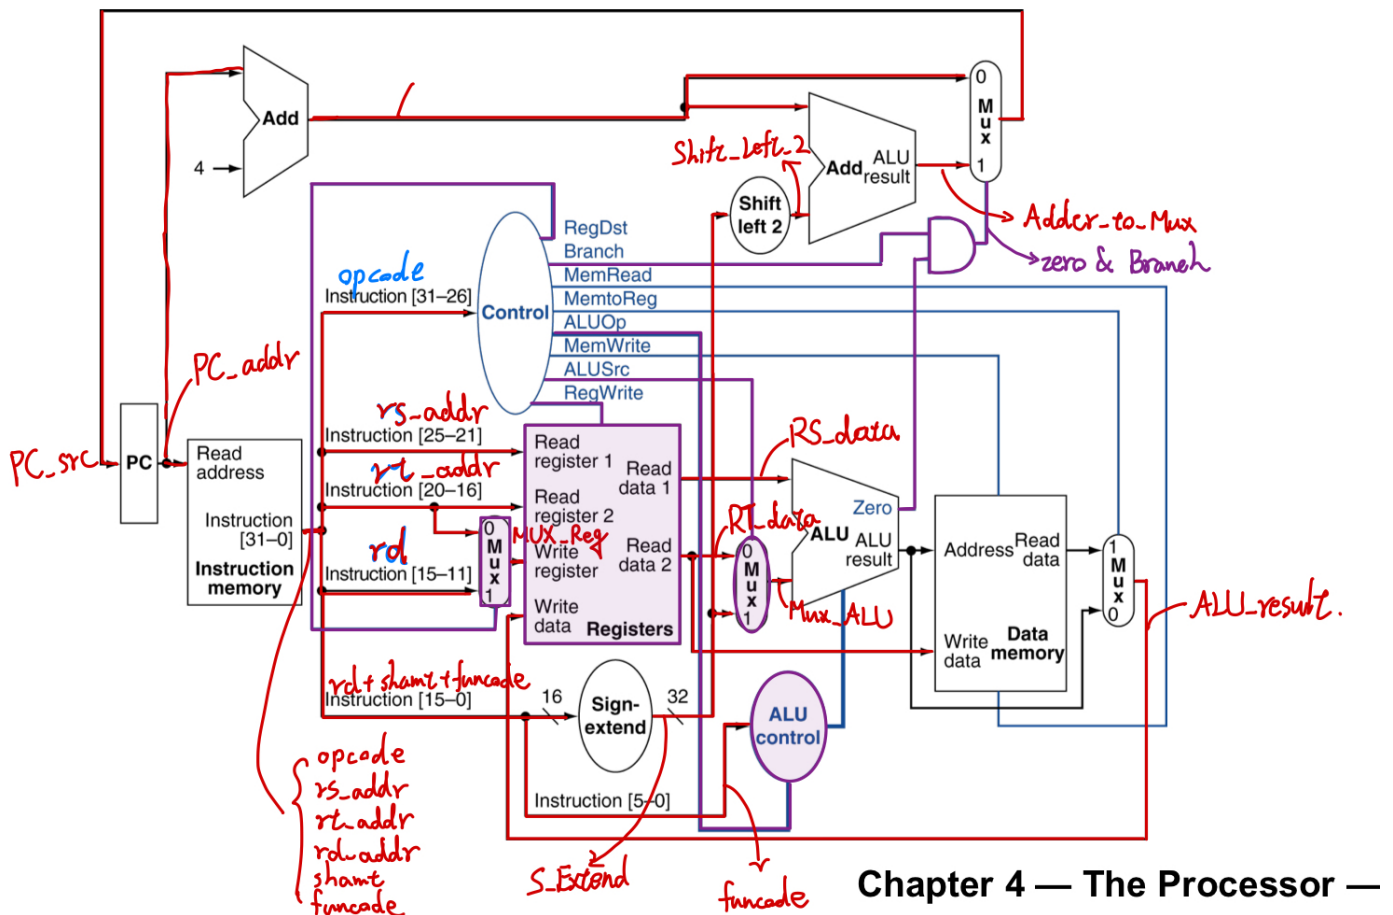 0
Mux
1
Add
4
Shift_left_2
Add ALU result
Shift left 2
Adder_to_Mux
zero & Branch
RegDst
Branch
MemRead
MemtoReg
ALUOp
MemWrite
ALUSrc
RegWrite
opcode
Instruction [31–26]
Control
PC_addr
PC_src
PC
Read address
Instruction [31–0]
Instruction memory
rs_addr
Instruction [25–21]
rt_addr
Instruction [20–16]
rd
Instruction [15–11]
0
Mux
1
MUX_Reg
Read register 1
Read register 2
Write register
Write data
Read data 1
Read data 2
Registers
RS_data
RT_data
0
Mux
1
Mux_ALU
Zero
ALU
ALU result
Address
Read data
Write data
Data memory
1
Mux
0
ALU_result.
rd+shamt+funcode
Instruction [15–0]
16
Sign-extend
32
ALU control
Instruction [5–0]
opcode
rs_addr
rt_addr
rd_addr
shamt
funcode
S_Extend
funcode
Chapter 4 — The Processor —